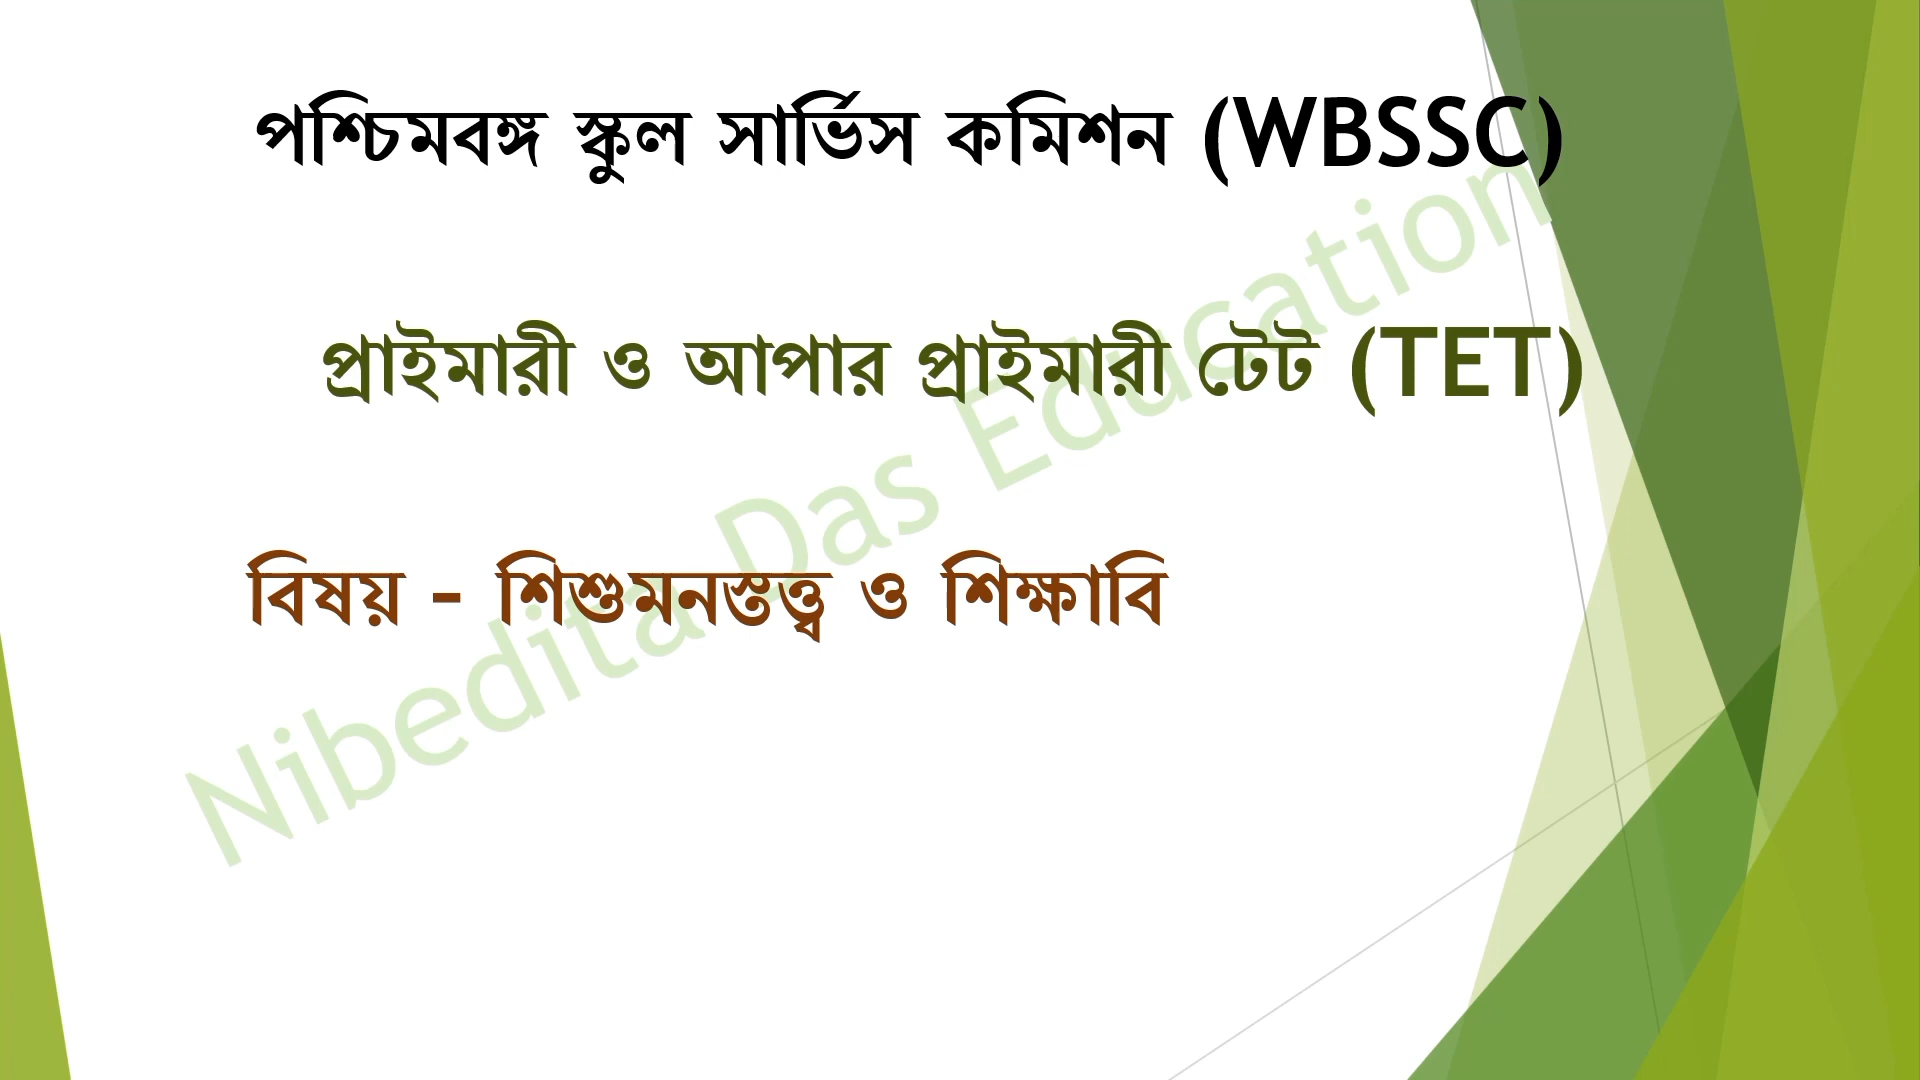 পশ্চিমবঙ্গ স্কুল সার্ভিস কমিশন (WBSSC)
প্রাইমারী ও আপার প্রাইমারী টেট (TET)
বিষয় - শিশুমনস্তত্ত্ব ও শিক্ষাবি
Nibedita Das Education